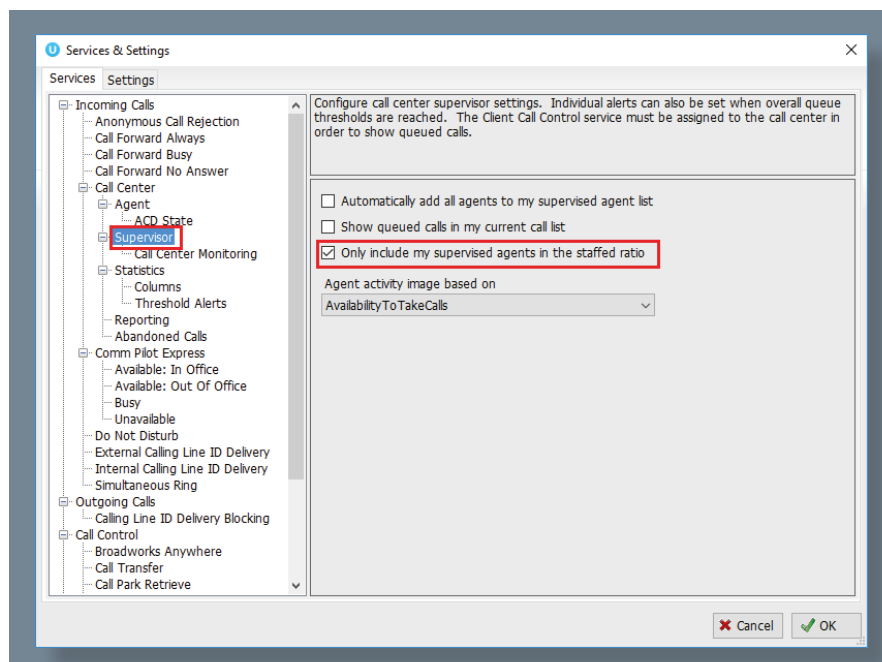 Services & Settings
Services Settings
Incoming Calls
Anonymous Call Rejection
Call Forward Always
Call Forward Busy
Call Forward No Answer
Call Center
Agent
ACD State
Supervisor
Call Center Monitoring
Statistics
Columns
Threshold Alerts
Reporting
Abandoned Calls
Comm Pilot Express
Available: In Office
Available: Out Of Office
Busy
Unavailable
Do Not Disturb
External Calling Line ID Delivery
Internal Calling Line ID Delivery
Simultaneous Ring
Outgoing Calls
Calling Line ID Delivery Blocking
Call Control
Broadworks Anywhere
Call Transfer
Call Park Retrieve
Configure call center supervisor settings. Individual alerts can also be set when overall queue
thresholds are reached. The Client Call Control service must be assigned to the call center in
order to show queued calls.
Automatically add all agents to my supervised agent list
Show queued calls in my current call list
Only include my supervised agents in the staffed ratio
Agent activity image based on
AvailabilityToTakeCalls
Cancel OK